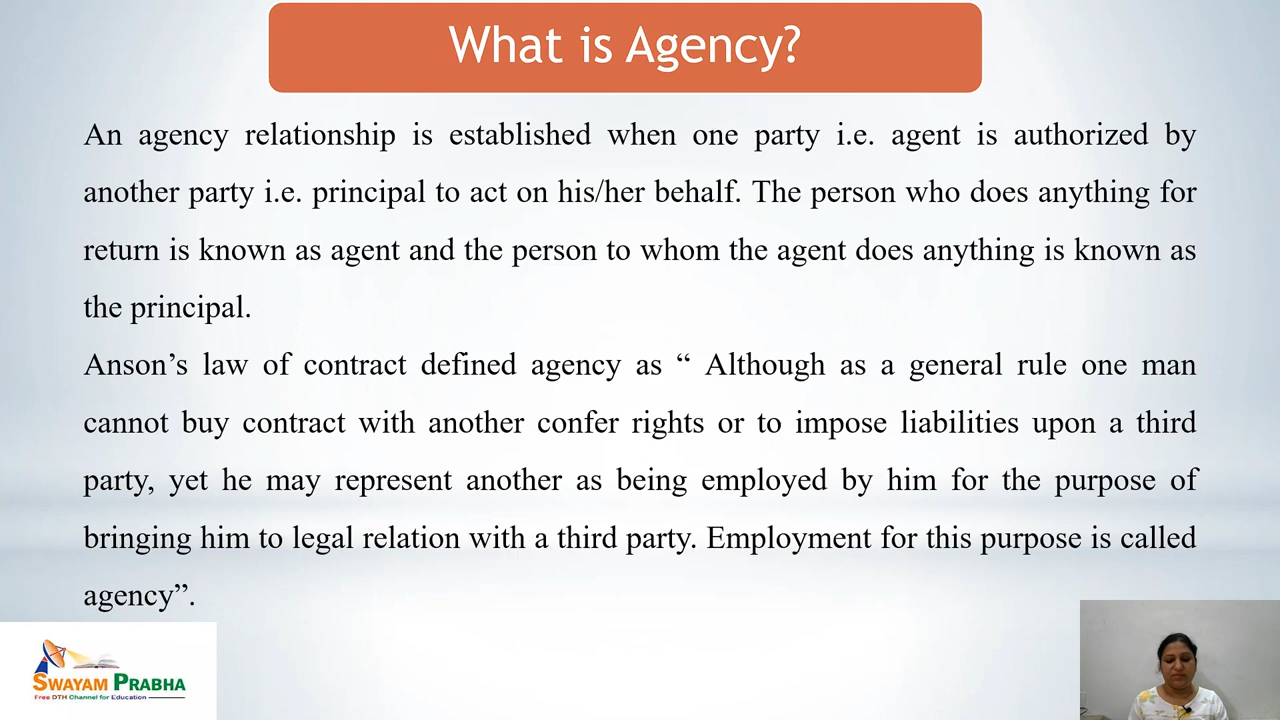 What is Agency?
An agency relationship is established when one party i.e. agent is authorized by
another party i.e. principal to act on his/her behalf. The person who does anything for
return is known as agent and the person to whom the agent does anything is known as
the principal.
Anson’s law of contract defined agency as “ Although as a general rule one man
cannot buy contract with another confer rights or to impose liabilities upon a third
party, yet he may represent another as being employed by him for the purpose of
bringing him to legal relation with a third party. Employment for this purpose is called
agency”.
SWAYAM PRABHA
Free DTH Channel for Education